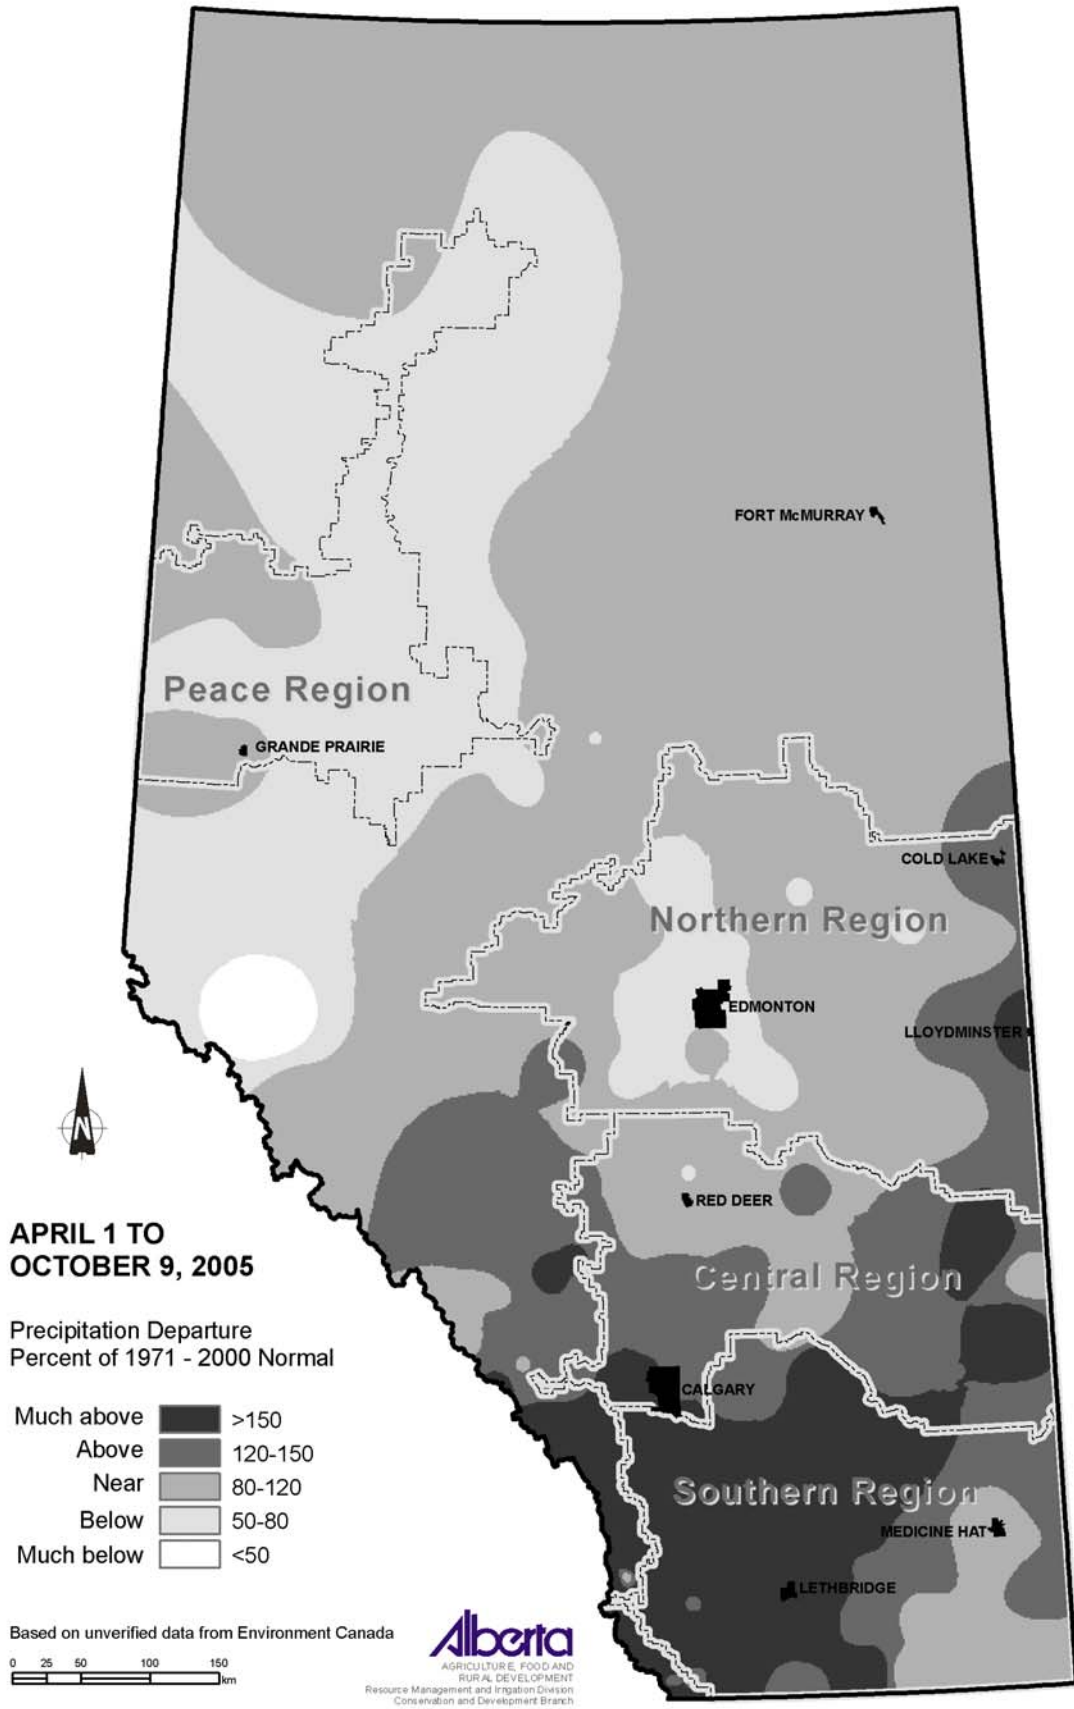 FORT McMURRAY
Peace Region
GRANDE PRAIRIE
COLD LAKE
Northern Region
EDMONTON
LLOYDMINSTER
N
RED DEER
APRIL 1 TO
OCTOBER 9, 2005
Central Region
Precipitation Departure
Percent of 1971 - 2000 Normal
CALGARY
Much above >150
Above 120-150
Near 80-120
Below 50-80
Much below <50
Southern Region
MEDICINE HAT
LETHBRIDGE
Based on unverified data from Environment Canada
0 25 50 100 150
km
Alberta
AGRICULTURE, FOOD AND
RURAL DEVELOPMENT
Resource Management and Irrigation Division
Conservation and Development Branch